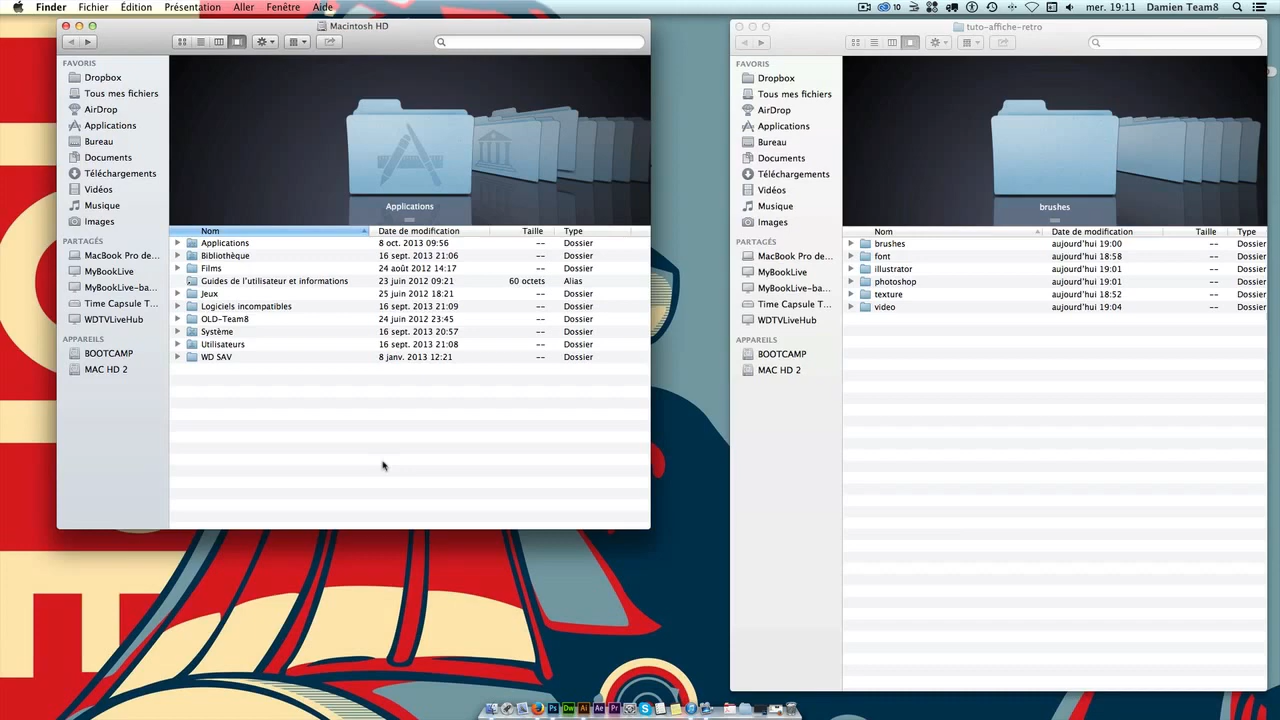 Finder Fichier Édition Présentation Aller Fenêtre Aide 10 mer. 19:11 Damien Team8
Macintosh HD
FAVORIS
Dropbox
Tous mes fichiers
AirDrop
Applications
Bureau
Documents
Téléchargements
Vidéos
Musique
Images
PARTAGÉS
MacBook Pro de...
MyBookLive
MyBookLive-ba...
Time Capsule T...
WDTVLiveHub
APPAREILS
BOOTCAMP
MAC HD 2
Applications
Nom Date de modification Taille Type
Applications 8 oct. 2013 09:56 -- Dossier
Bibliothèque 16 sept. 2013 21:06 -- Dossier
Films 24 août 2012 14:17 -- Dossier
Guides de l'utilisateur et informations 23 juin 2012 09:21 60 octets Alias
Jeux 25 juin 2012 18:21 -- Dossier
Logiciels incompatibles 16 sept. 2013 21:09 -- Dossier
OLD-Team8 24 juin 2012 23:45 -- Dossier
Système 16 sept. 2013 20:57 -- Dossier
Utilisateurs 16 sept. 2013 21:08 -- Dossier
WD SAV 8 janv. 2013 12:21 -- Dossier
tuto-affiche-retro
FAVORIS
Dropbox
Tous mes fichiers
AirDrop
Applications
Bureau
Documents
Téléchargements
Vidéos
Musique
Images
PARTAGÉS
MacBook Pro de...
MyBookLive
MyBookLive-ba...
Time Capsule T...
WDTVLiveHub
APPAREILS
BOOTCAMP
MAC HD 2
brushes
Nom Date de modification Taille Type
brushes aujourd'hui 19:00 -- Dossier
font aujourd'hui 18:58 -- Dossier
illustrator aujourd'hui 19:01 -- Dossier
photoshop aujourd'hui 19:01 -- Dossier
texture aujourd'hui 18:52 -- Dossier
video aujourd'hui 19:04 -- Dossier
Ps Dw Ai Ae Pr